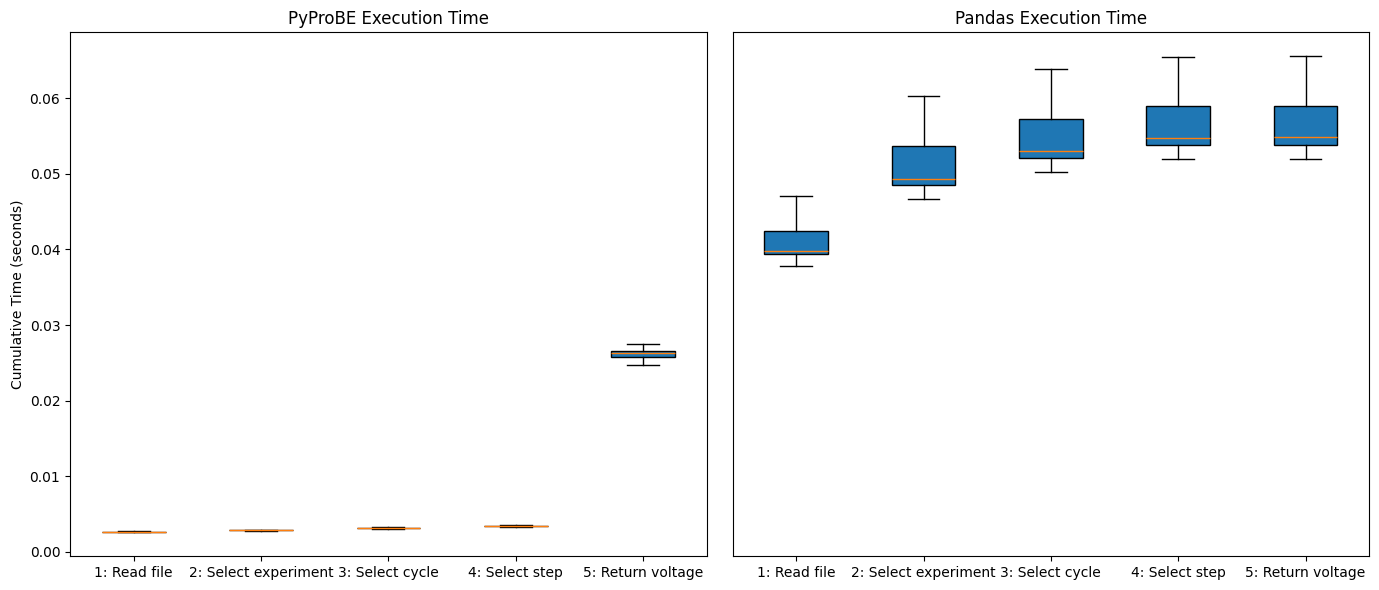 PyProBE Execution Time
Pandas Execution Time
Cumulative Time (seconds)
0.06
0.05
0.04
0.03
0.02
0.01
0.00
1: Read file 2: Select experiment 3: Select cycle 4: Select step 5: Return voltage
1: Read file 2: Select experiment 3: Select cycle 4: Select step 5: Return voltage